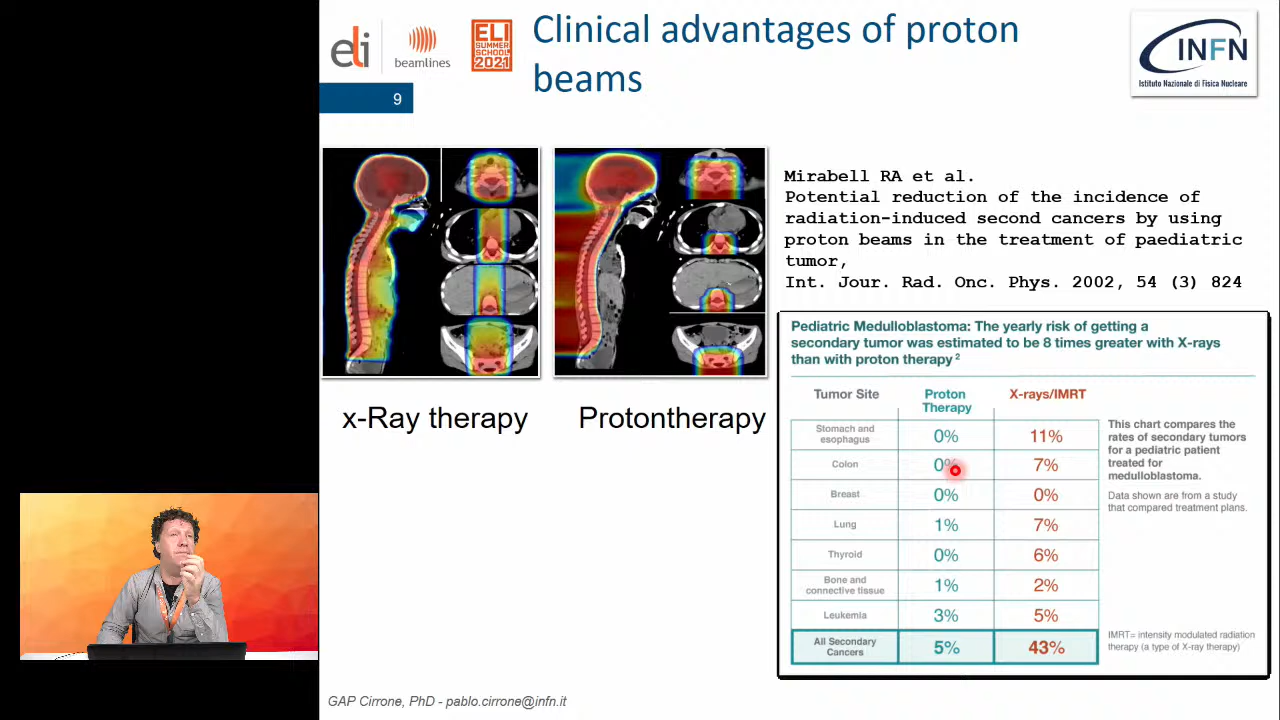 eli
beamlines
ELI
SUMMER
SCHOOL
2021
Clinical advantages of proton
beams
INFN
Istituto Nazionale di Fisica Nucleare
9
x-Ray therapy
Protontherapy
Mirabell RA et al.
Potential reduction of the incidence of
radiation-induced second cancers by using
proton beams in the treatment of paediatric
tumor,
Int. Jour. Rad. Onc. Phys. 2002, 54 (3) 824
Pediatric Medulloblastoma: The yearly risk of getting a
secondary tumor was estimated to be 8 times greater with X-rays
than with proton therapy 2
Tumor Site Proton Therapy X-rays/IMRT
Stomach and esophagus 0% 11%
Colon 0% 7%
Breast 0% 0%
Lung 1% 7%
Thyroid 0% 6%
Bone and connective tissue 1% 2%
Leukemia 3% 5%
All Secondary Cancers 5% 43%
This chart compares the
rates of secondary tumors
for a pediatric patient
treated for
medulloblastoma.
Data shown are from a study
that compared treatment plans.
IMRT= intensity modulated radiation
therapy (a type of X-ray therapy)
GAP Cirrone, PhD - pablo.cirrone@infn.it